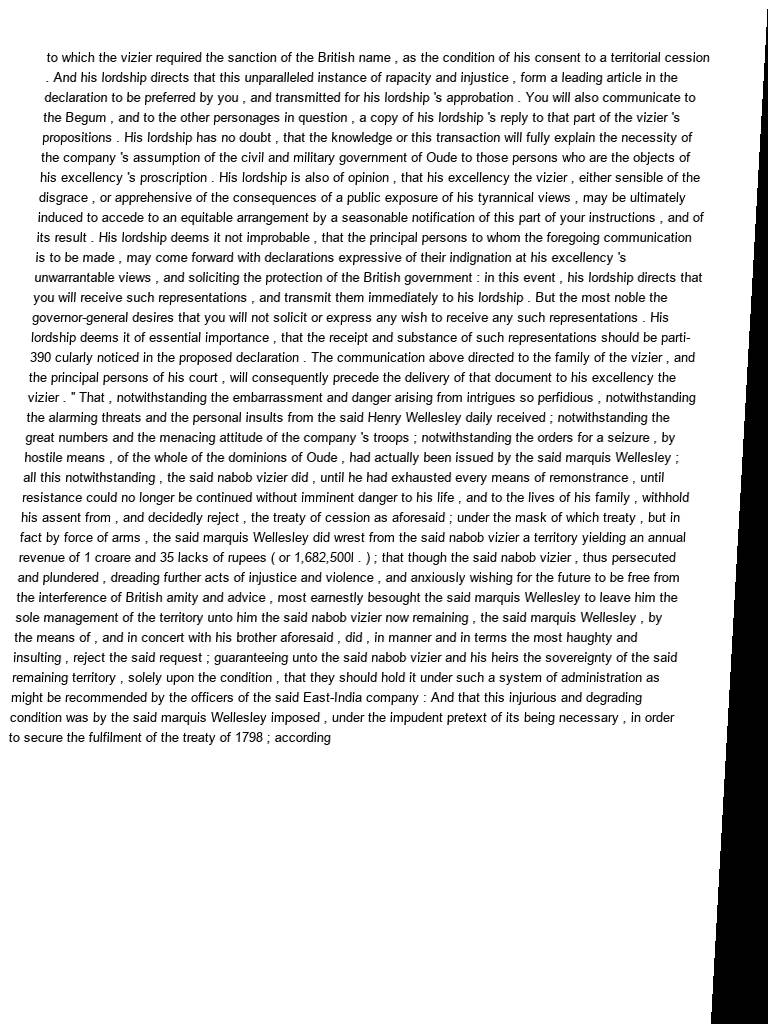 to which the vizier required the sanction of the British name , as the condition of his consent to a territorial cession
. And his lordship directs that this unparalleled instance of rapacity and injustice , form a leading article in the
declaration to be preferred by you , and transmitted for his lordship 's approbation . You will also communicate to
the Begum , and to the other personages in question , a copy of his lordship 's reply to that part of the vizier 's
propositions . His lordship has no doubt , that the knowledge or this transaction will fully explain the necessity of
the company 's assumption of the civil and military government of Oude to those persons who are the objects of
his excellency 's proscription . His lordship is also of opinion , that his excellency the vizier , either sensible of the
disgrace , or apprehensive of the consequences of a public exposure of his tyrannical views , may be ultimately
induced to accede to an equitable arrangement by a seasonable notification of this part of your instructions , and of
its result . His lordship deems it not improbable , that the principal persons to whom the foregoing communication
is to be made , may come forward with declarations expressive of their indignation at his excellency 's
unwarrantable views , and soliciting the protection of the British government : in this event , his lordship directs that
you will receive such representations , and transmit them immediately to his lordship . But the most noble the
governor-general desires that you will not solicit or express any wish to receive any such representations . His
lordship deems it of essential importance , that the receipt and substance of such representations should be parti-
390 cularly noticed in the proposed declaration . The communication above directed to the family of the vizier , and
the principal persons of his court , will consequently precede the delivery of that document to his excellency the
vizier . " That , notwithstanding the embarrassment and danger arising from intrigues so perfidious , notwithstanding
the alarming threats and the personal insults from the said Henry Wellesley daily received ; notwithstanding the
great numbers and the menacing attitude of the company 's troops ; notwithstanding the orders for a seizure , by
hostile means , of the whole of the dominions of Oude , had actually been issued by the said marquis Wellesley ;
all this notwithstanding , the said nabob vizier did , until he had exhausted every means of remonstrance , until
resistance could no longer be continued without imminent danger to his life , and to the lives of his family , withhold
his assent from , and decidedly reject , the treaty of cession as aforesaid ; under the mask of which treaty , but in
fact by force of arms , the said marquis Wellesley did wrest from the said nabob vizier a territory yielding an annual
revenue of 1 croare and 35 lacks of rupees ( or 1,682,500l . ) ; that though the said nabob vizier , thus persecuted
and plundered , dreading further acts of injustice and violence , and anxiously wishing for the future to be free from
the interference of British amity and advice , most earnestly besought the said marquis Wellesley to leave him the
sole management of the territory unto him the said nabob vizier now remaining , the said marquis Wellesley , by
the means of , and in concert with his brother aforesaid , did , in manner and in terms the most haughty and
insulting , reject the said request ; guaranteeing unto the said nabob vizier and his heirs the sovereignty of the said
remaining territory , solely upon the condition , that they should hold it under such a system of administration as
might be recommended by the officers of the said East-India company : And that this injurious and degrading
condition was by the said marquis Wellesley imposed , under the impudent pretext of its being necessary , in order
to secure the fulfilment of the treaty of 1798 ; according